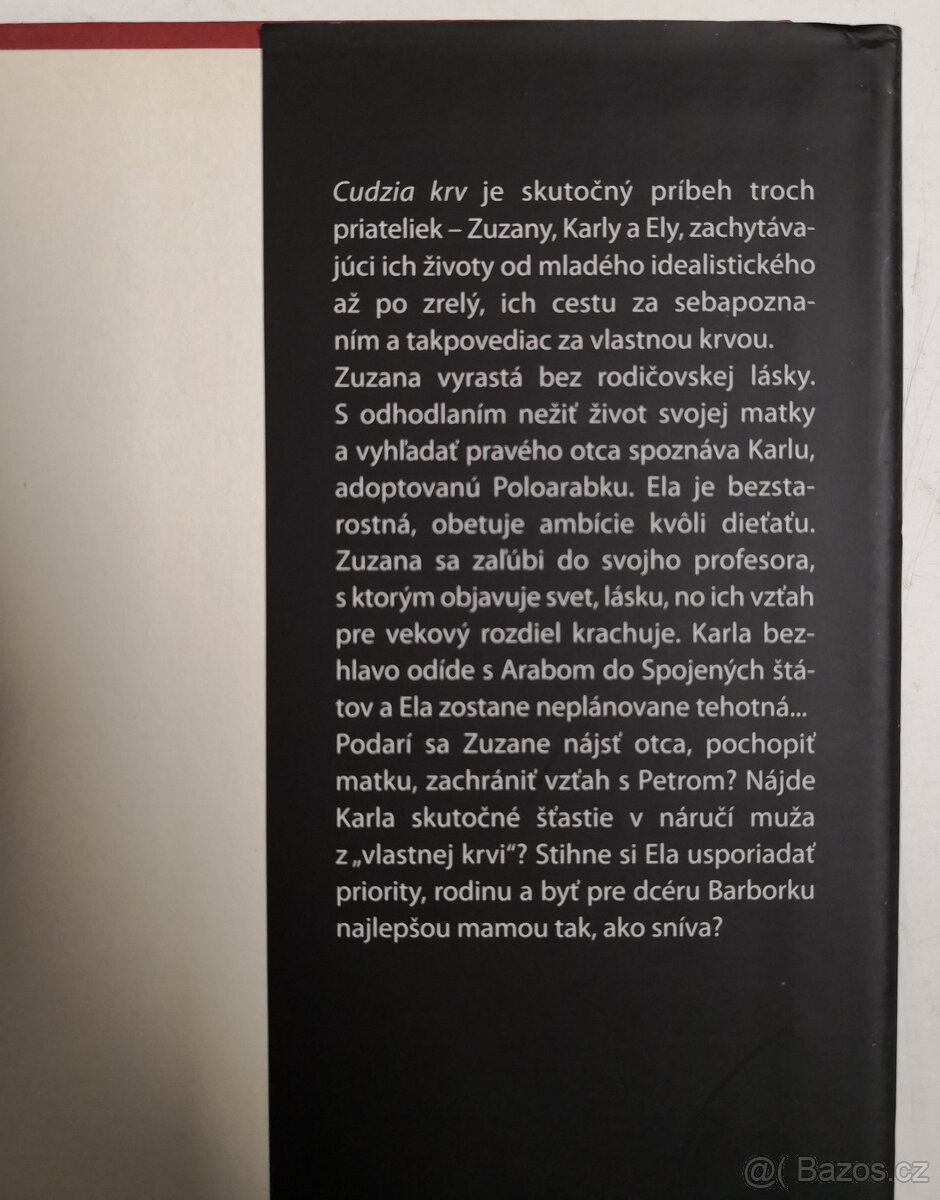 Cudzia krv je skutočný príbeh troch
priateliek – Zuzany, Karly a Ely, zachytáva-
júci ich životy od mladého idealistického
až po zrelý, ich cestu za sebapozna-
ním a takpovediac za vlastnou krvou.
Zuzana vyrastá bez rodičovskej lásky.
S odhodlaním nežiť život svojej matky
a vyhľadať pravého otca spoznáva Karlu,
adoptovanú Poloarabku. Ela je bezsta-
rostná, obetuje ambície kvôli dieťaťu.
Zuzana sa zaľúbi do svojho profesora,
s ktorým objavuje svet, lásku, no ich vzťah
pre vekový rozdiel krachuje. Karla bez-
hlavo odíde s Arabom do Spojených štá-
tov a Ela zostane neplánovane tehotná...
Podarí sa Zuzane nájsť otca, pochopiť
matku, zachrániť vzťah s Petrom? Nájde
Karla skutočné šťastie v náručí muža
z „vlastnej krvi“? Stihne si Ela usporiadať
priority, rodinu a byť pre dcéru Barborku
najlepšou mamou tak, ako sníva?
@( Bazos.cz